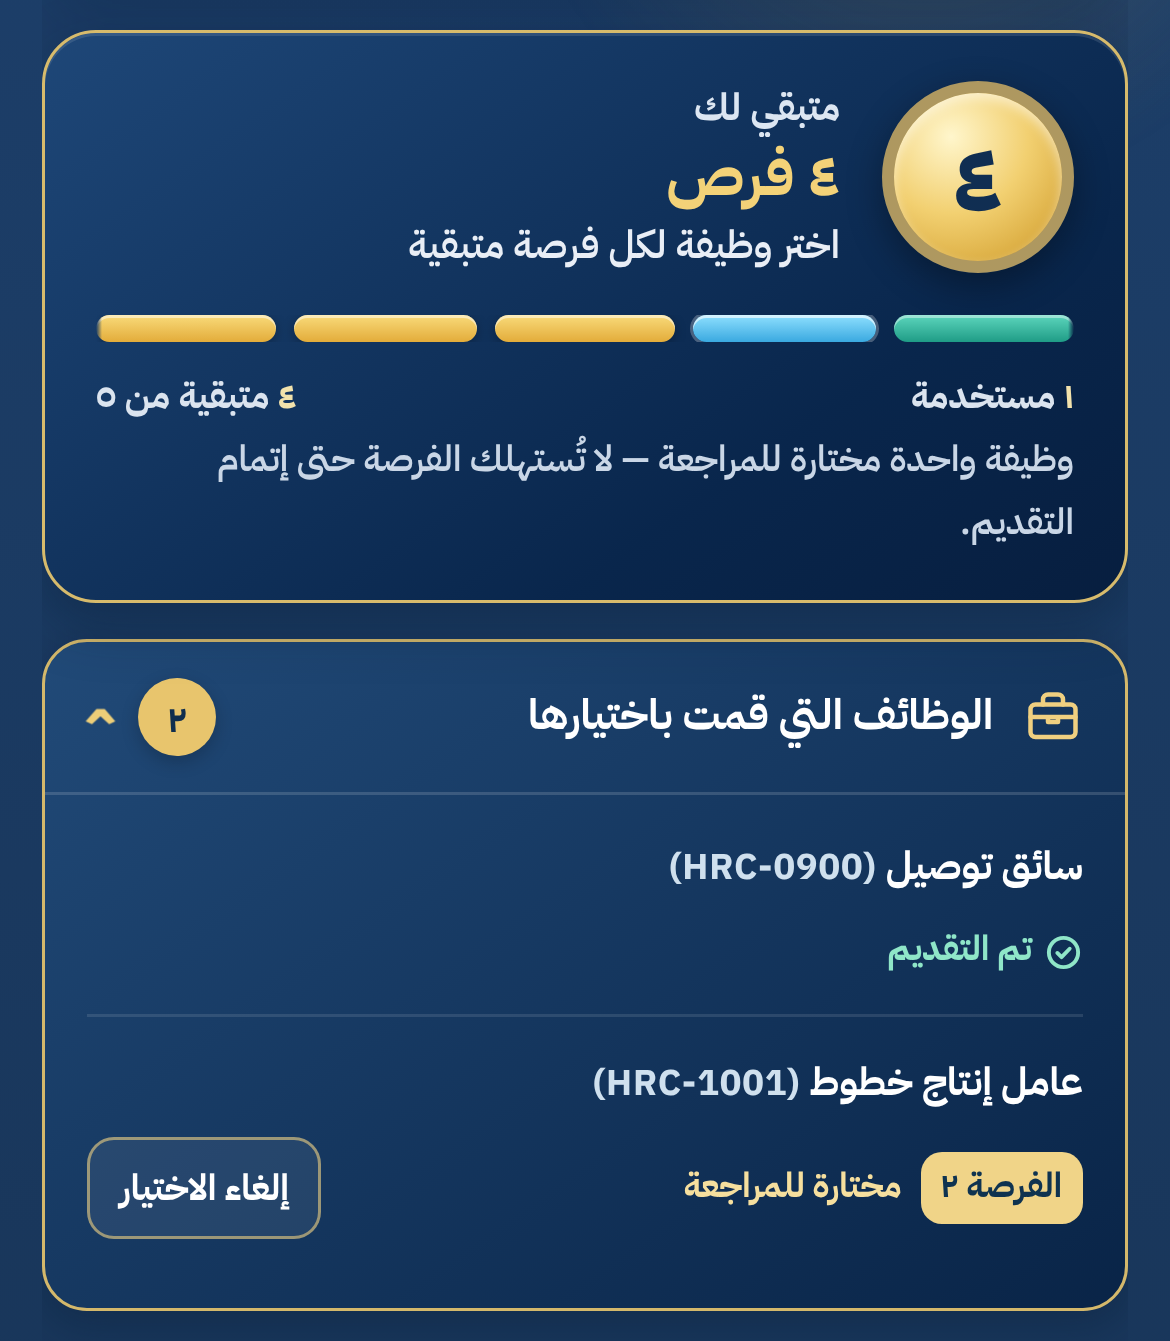 ٤
متبقي لك
٤ فرص
اختر وظيفة لكل فرصة متبقية
١ مستخدمة
٤ متبقية من ٥
وظيفة واحدة مختارة للمراجعة — لا تُستهلك الفرصة حتى إتمام
التقديم.
الوظائف التي قمت باختيارها
٢
سائق توصيل (HRC-0900)
تم التقديم
عامل إنتاج خطوط (HRC-1001)
الفرصة ٢ مختارة للمراجعة
إلغاء الاختيار